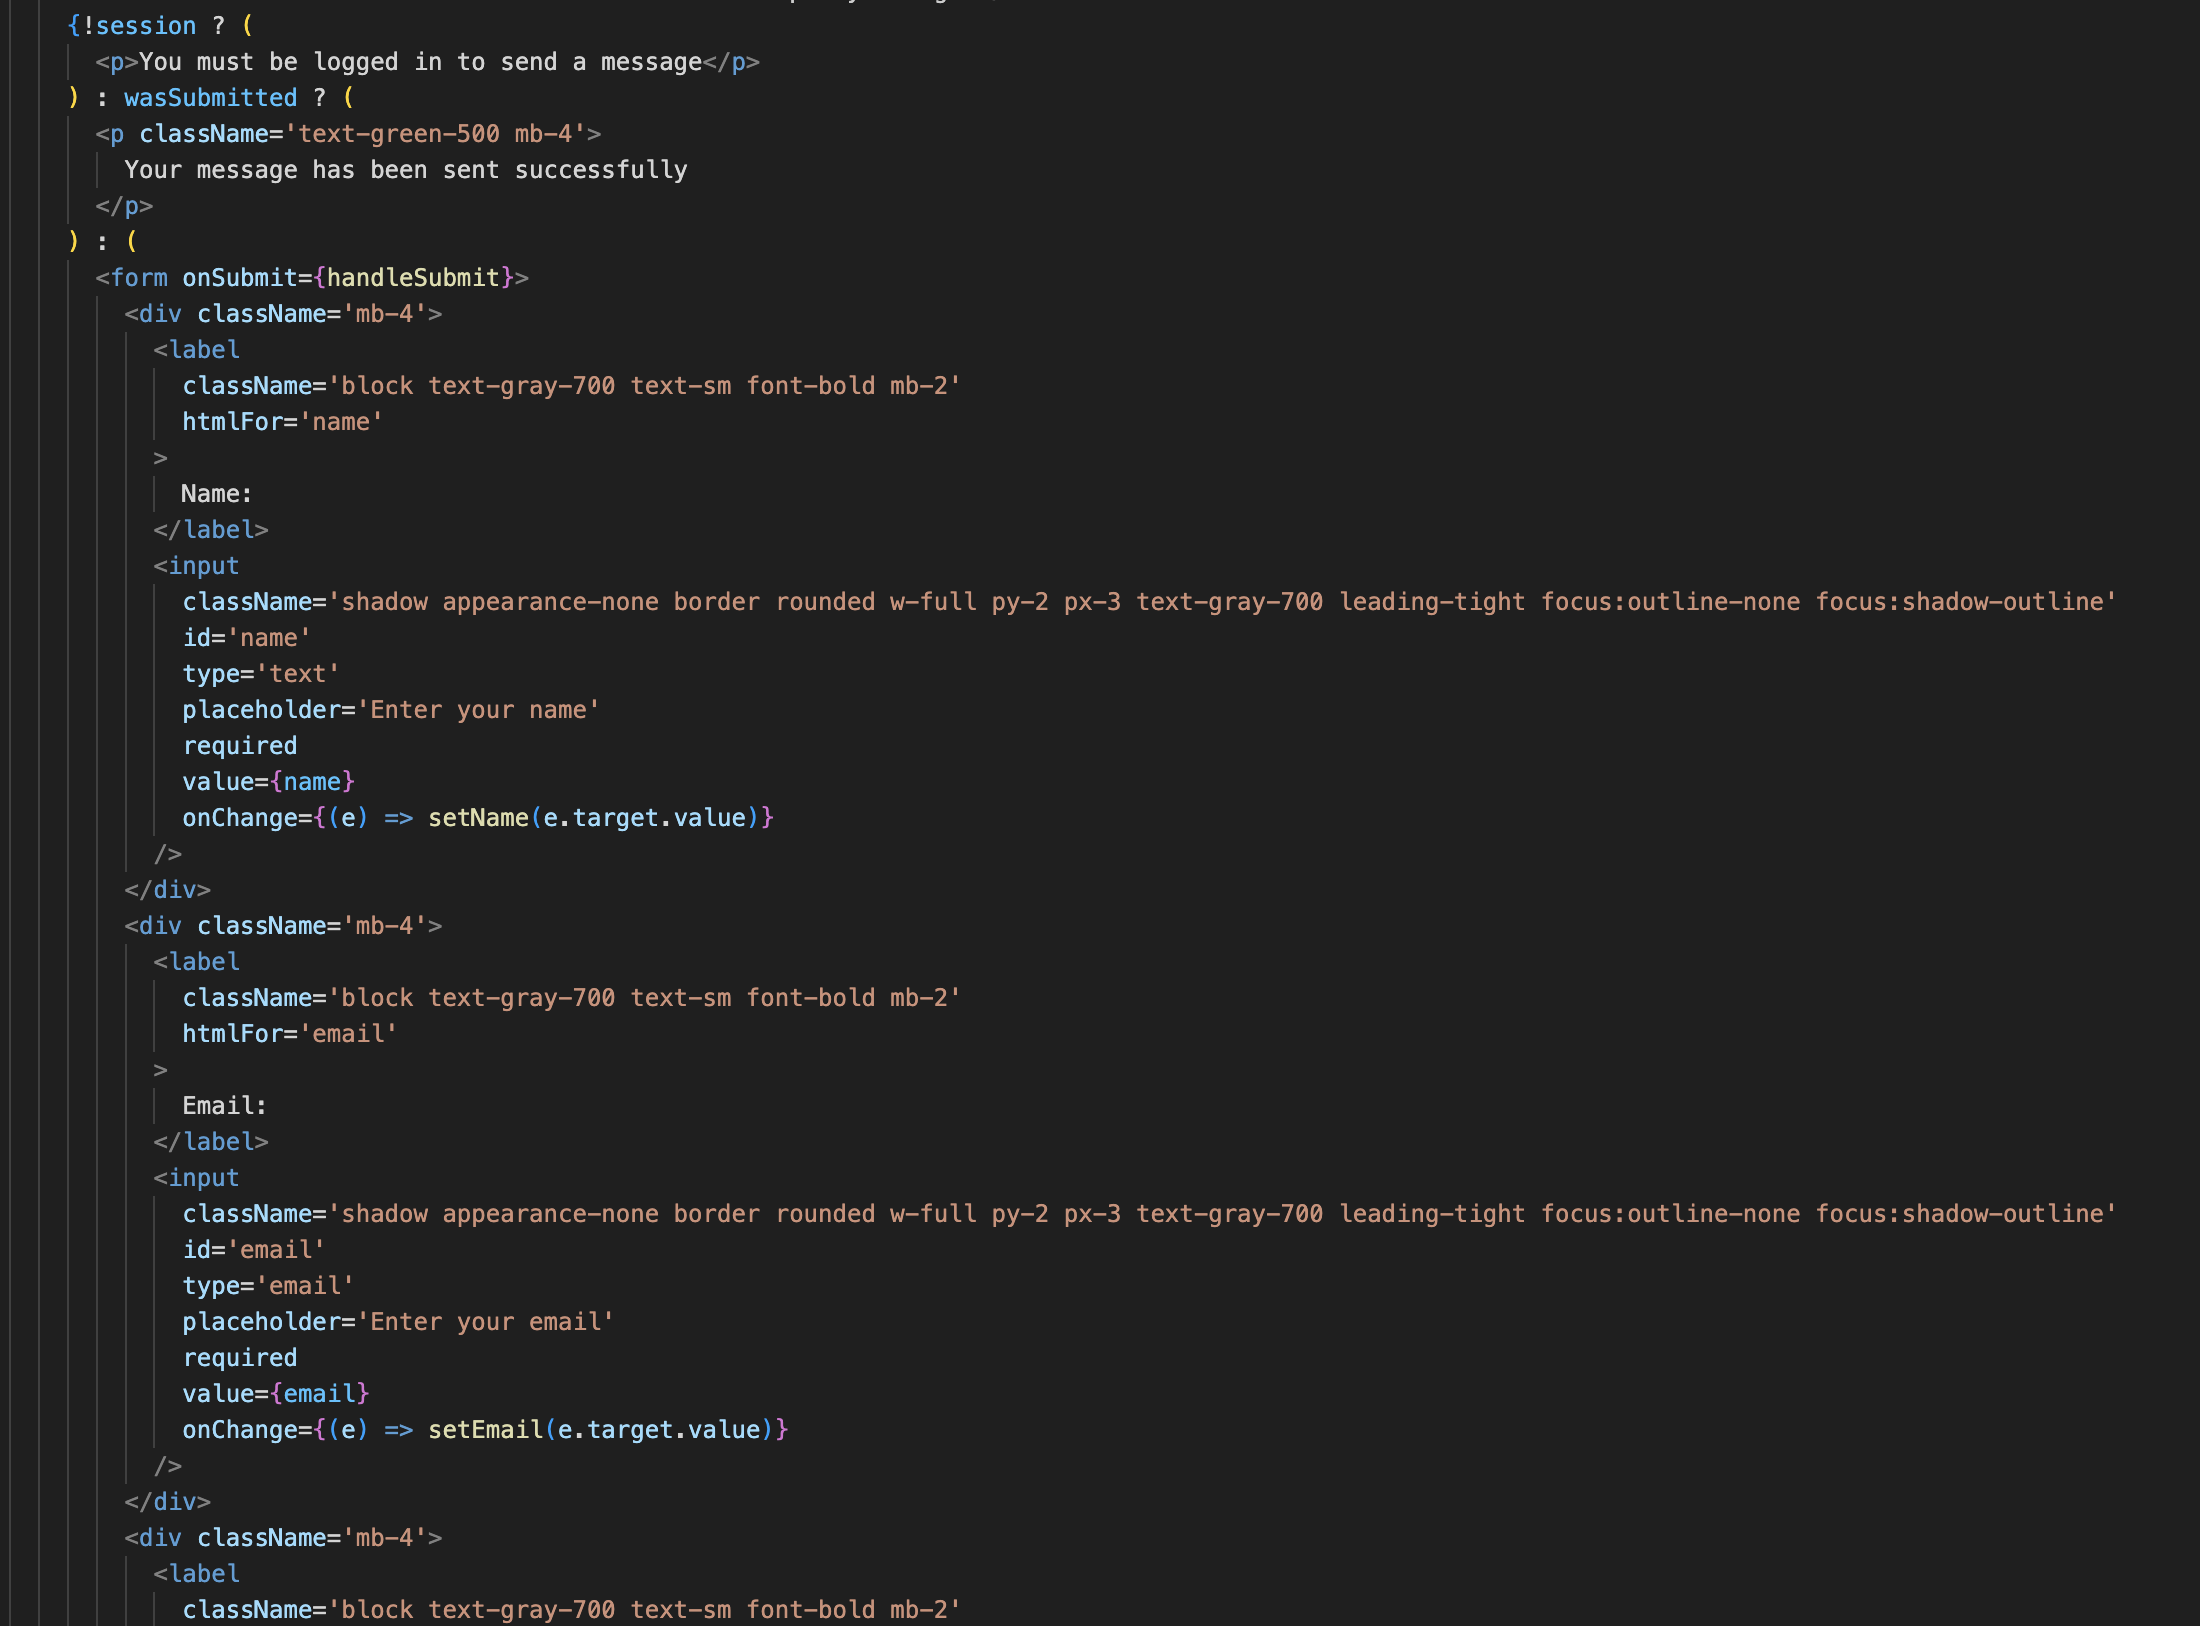 {!session ? (
<p>You must be logged in to send a message</p>
) : wasSubmitted ? (
<p className='text-green-500 mb-4'>
Your message has been sent successfully
</p>
) : (
<form onSubmit={handleSubmit}>
<div className='mb-4'>
<label
className='block text-gray-700 text-sm font-bold mb-2'
htmlFor='name'
>
Name:
</label>
<input
className='shadow appearance-none border rounded w-full py-2 px-3 text-gray-700 leading-tight focus:outline-none focus:shadow-outline'
id='name'
type='text'
placeholder='Enter your name'
required
value={name}
onChange={(e) => setName(e.target.value)}
/>
</div>
<div className='mb-4'>
<label
className='block text-gray-700 text-sm font-bold mb-2'
htmlFor='email'
>
Email:
</label>
<input
className='shadow appearance-none border rounded w-full py-2 px-3 text-gray-700 leading-tight focus:outline-none focus:shadow-outline'
id='email'
type='email'
placeholder='Enter your email'
required
value={email}
onChange={(e) => setEmail(e.target.value)}
/>
</div>
<div className='mb-4'>
<label
className='block text-gray-700 text-sm font-bold mb-2'